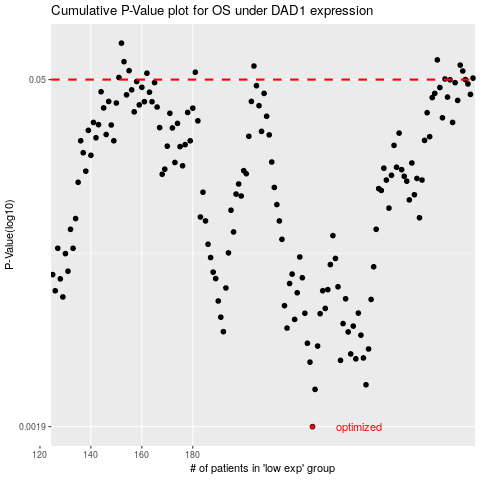 Cumulative P-Value plot for OS under DAD1 expression
0.05
P-Value(log10)
0.0019
optimized
120 140 160 180
# of patients in 'low exp' group